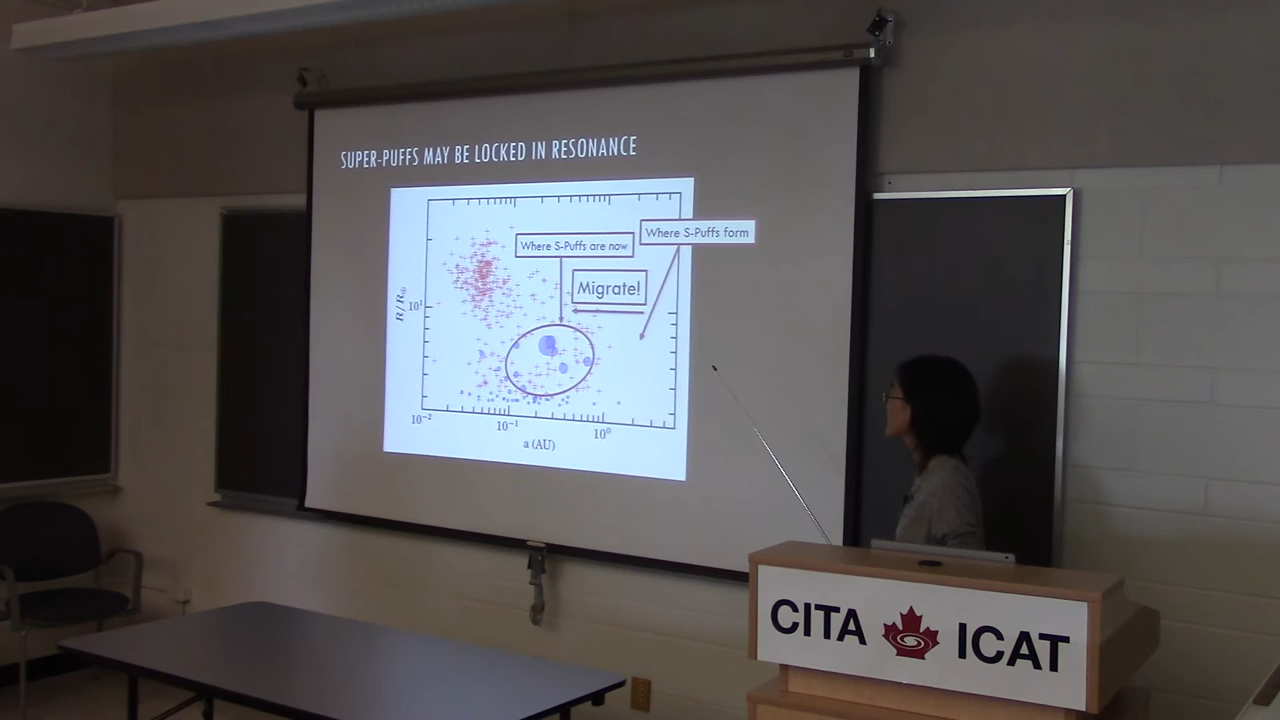 SUPER-PUFFS MAY BE LOCKED IN RESONANCE
Where S-Puffs form
Where S-Puffs are now
Migrate!
R/R⊕
10¹
10⁻²
10⁻¹
10⁰
a (AU)
CITA ICAT